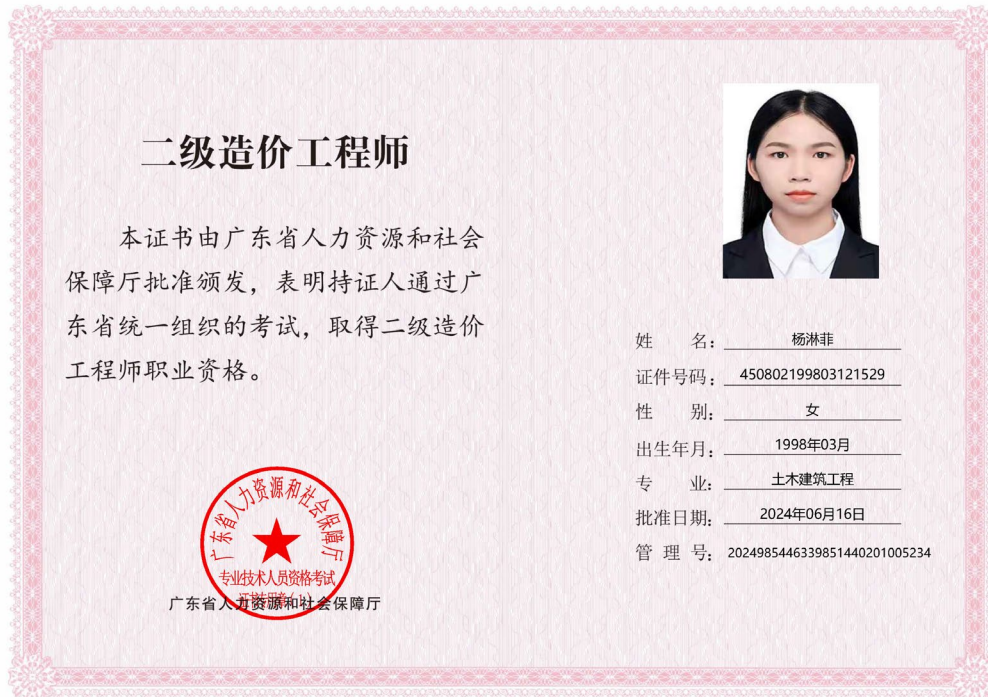 二级造价工程师
本证书由广东省人力资源和社会
保障厅批准颁发，表明持证人通过广
东省统一组织的考试，取得二级造价
工程师职业资格。
广东省人力资源和社会保障厅
专业技术人员资格考试
广东省人力资源和社会保障厅
姓 名：杨淋菲
证件号码：450802199803121529
性 别：女
出生年月：1998年03月
专 业：土木建筑工程
批准日期：2024年06月16日
管 理 号：2024985446339851440201005234